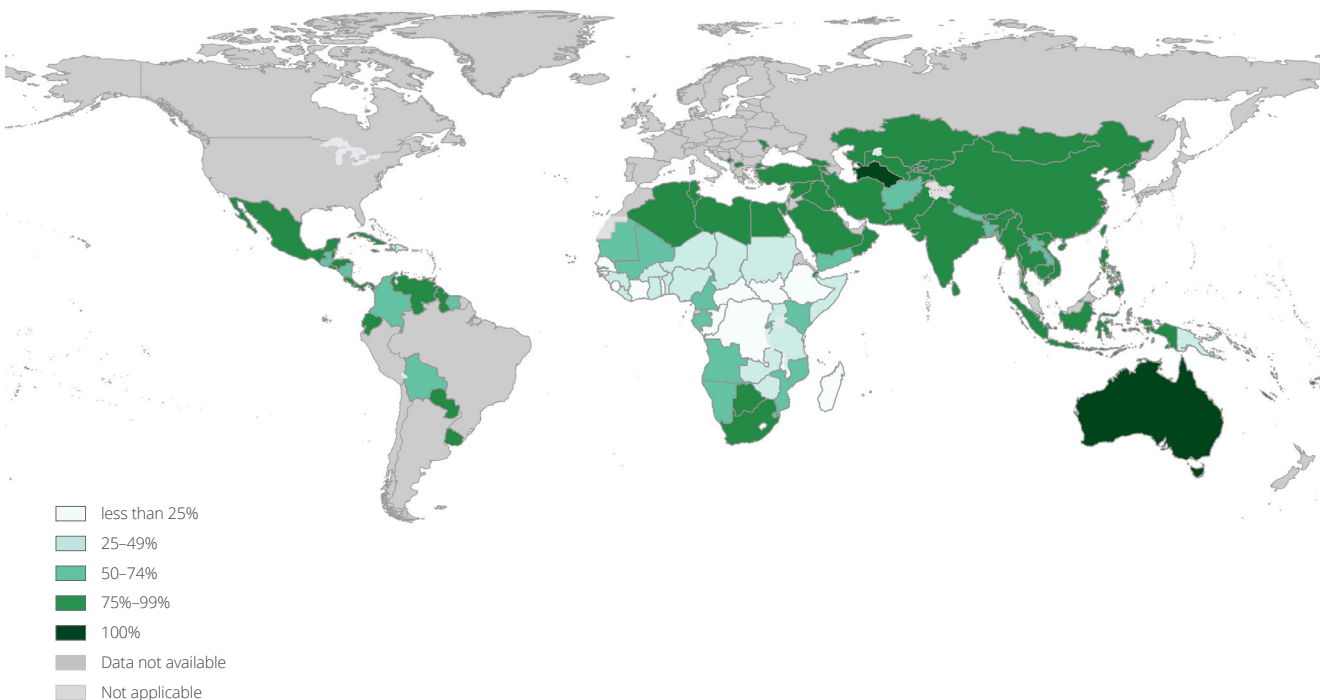 less than 25%
25–49%
50–74%
75%–99%
100%
Data not available
Not applicable